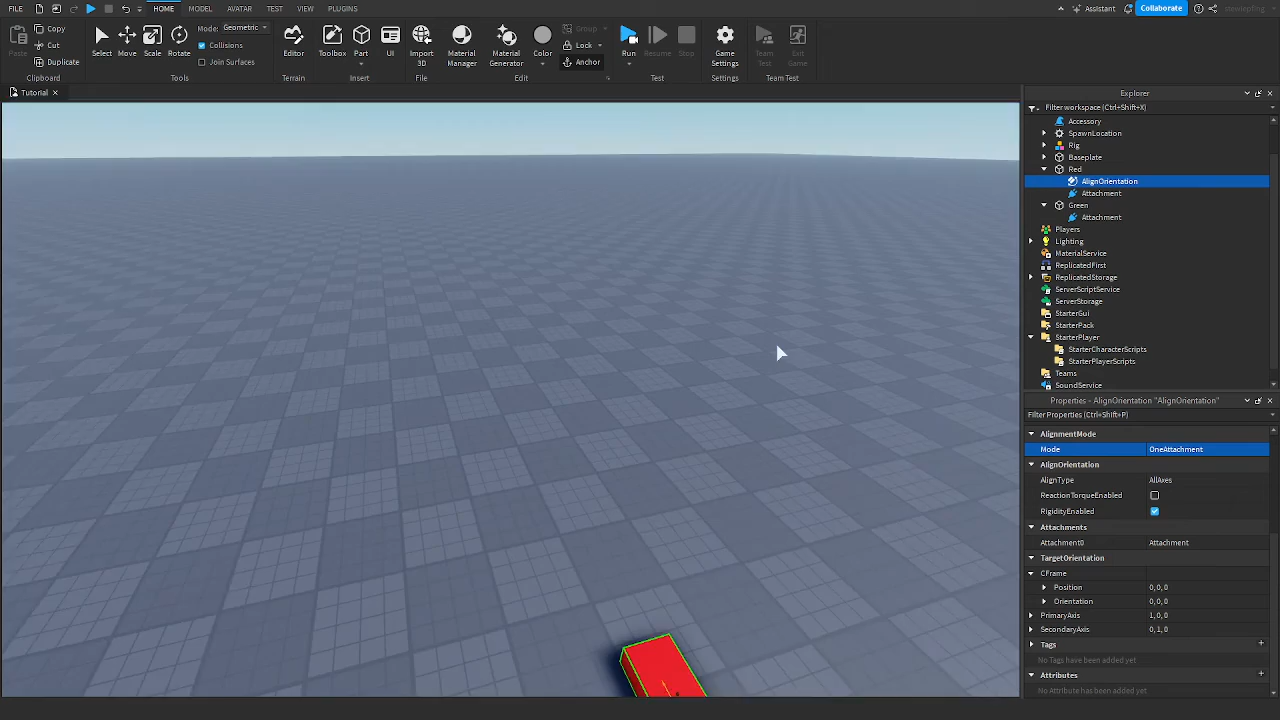 FILE
HOME MODEL AVATAR TEST VIEW PLUGINS
Assistant
Collaborate
stewiepfing
Paste
Copy
Cut
Duplicate
Clipboard
Select
Move
Scale
Rotate
Mode: Geometric
Collisions
Join Surfaces
Tools
Editor
Terrain
Toolbox
Part
UI
Insert
Import
3D
File
Material
Manager
Material
Generator
Color
Group
Lock
Anchor
Edit
Run
Resume
Stop
Test
Game
Settings
Settings
Team
Test
Exit
Game
Team Test
Tutorial
Explorer
Filter workspace (Ctrl+Shift+X)
Accessory
SpawnLocation
Rig
Baseplate
Red
AlignOrientation
Attachment
Green
Attachment
Players
Lighting
MaterialService
ReplicatedFirst
ReplicatedStorage
ServerScriptService
ServerStorage
StarterGui
StarterPack
StarterPlayer
StarterCharacterScripts
StarterPlayerScripts
Teams
SoundService
Properties - AlignOrientation "AlignOrientation"
Filter Properties (Ctrl+Shift+P)
AlignmentMode
Mode OneAttachment
AlignOrientation
AlignType AllAxes
ReactionTorqueEnabled
RigidityEnabled
Attachments
Attachment0 Attachment
TargetOrientation
CFrame
Position 0,0,0
Orientation 0,0,0
PrimaryAxis 1,0,0
SecondaryAxis 0,1,0
Tags
No Tags have been added yet
Attributes
No Attribute has been added yet